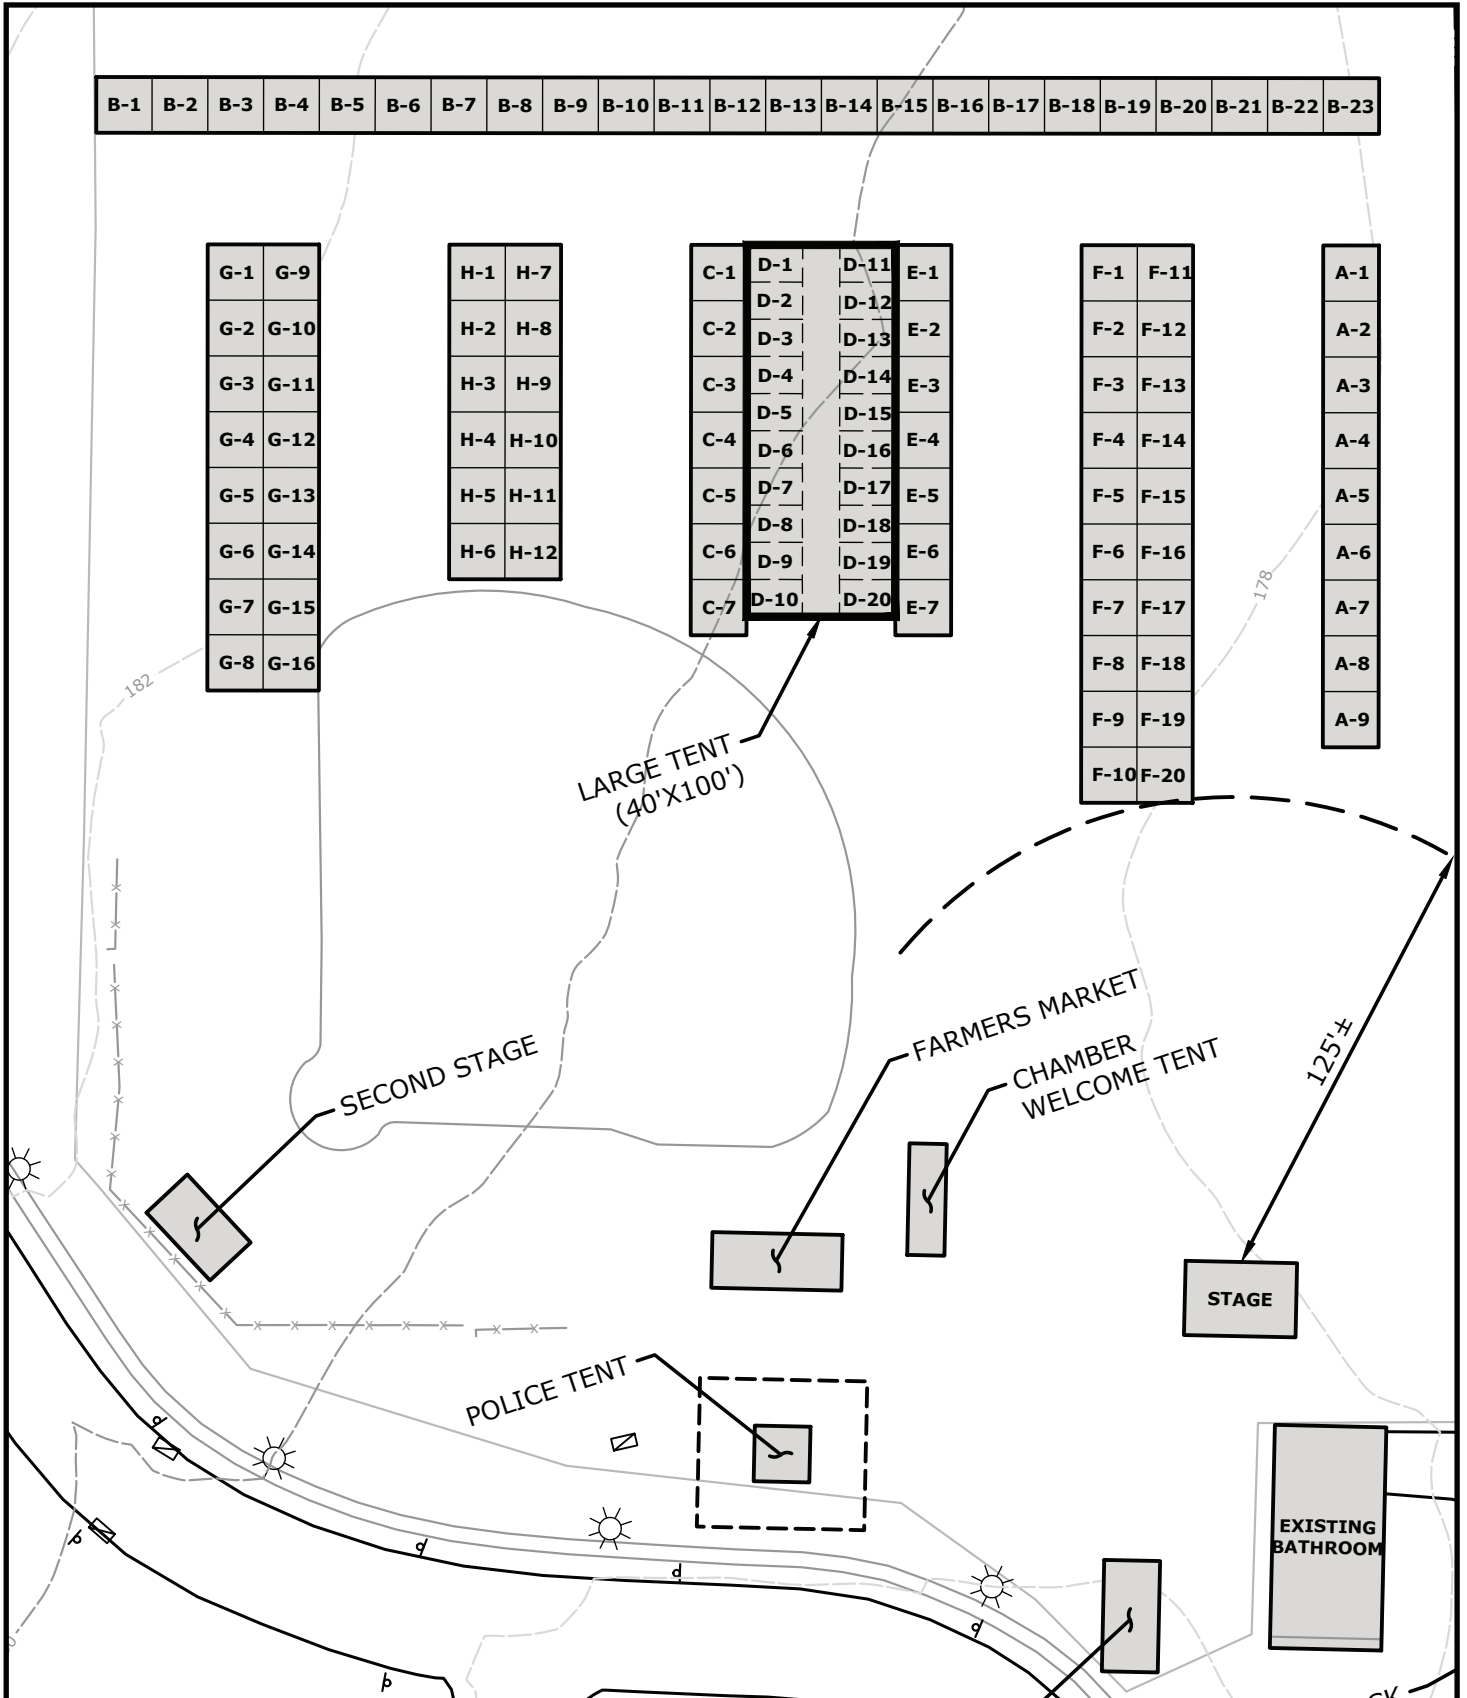 B-1 B-2 B-3 B-4 B-5 B-6 B-7 B-8 B-9 B-10 B-11 B-12 B-13 B-14 B-15 B-16 B-17 B-18 B-19 B-20 B-21 B-22 B-23
G-1 G-9
G-2 G-10
G-3 G-11
G-4 G-12
G-5 G-13
G-6 G-14
G-7 G-15
G-8 G-16
H-1 H-7
H-2 H-8
H-3 H-9
H-4 H-10
H-5 H-11
H-6 H-12
C-1
C-2
C-3
C-4
C-5
C-6
C-7
D-1 D-11
D-2 D-12
D-3 D-13
D-4 D-14
D-5 D-15
D-6 D-16
D-7 D-17
D-8 D-18
D-9 D-19
D-10 D-20
E-1
E-2
E-3
E-4
E-5
E-6
E-7
F-1 F-11
F-2 F-12
F-3 F-13
F-4 F-14
F-5 F-15
F-6 F-16
F-7 F-17
F-8 F-18
F-9 F-19
F-10 F-20
A-1
A-2
A-3
A-4
A-5
A-6
A-7
A-8
A-9
178
182
LARGE TENT
(40'X100')
FARMERS MARKET
CHAMBER
WELCOME TENT
125'±
SECOND STAGE
STAGE
POLICE TENT
EXISTING
BATHROOM